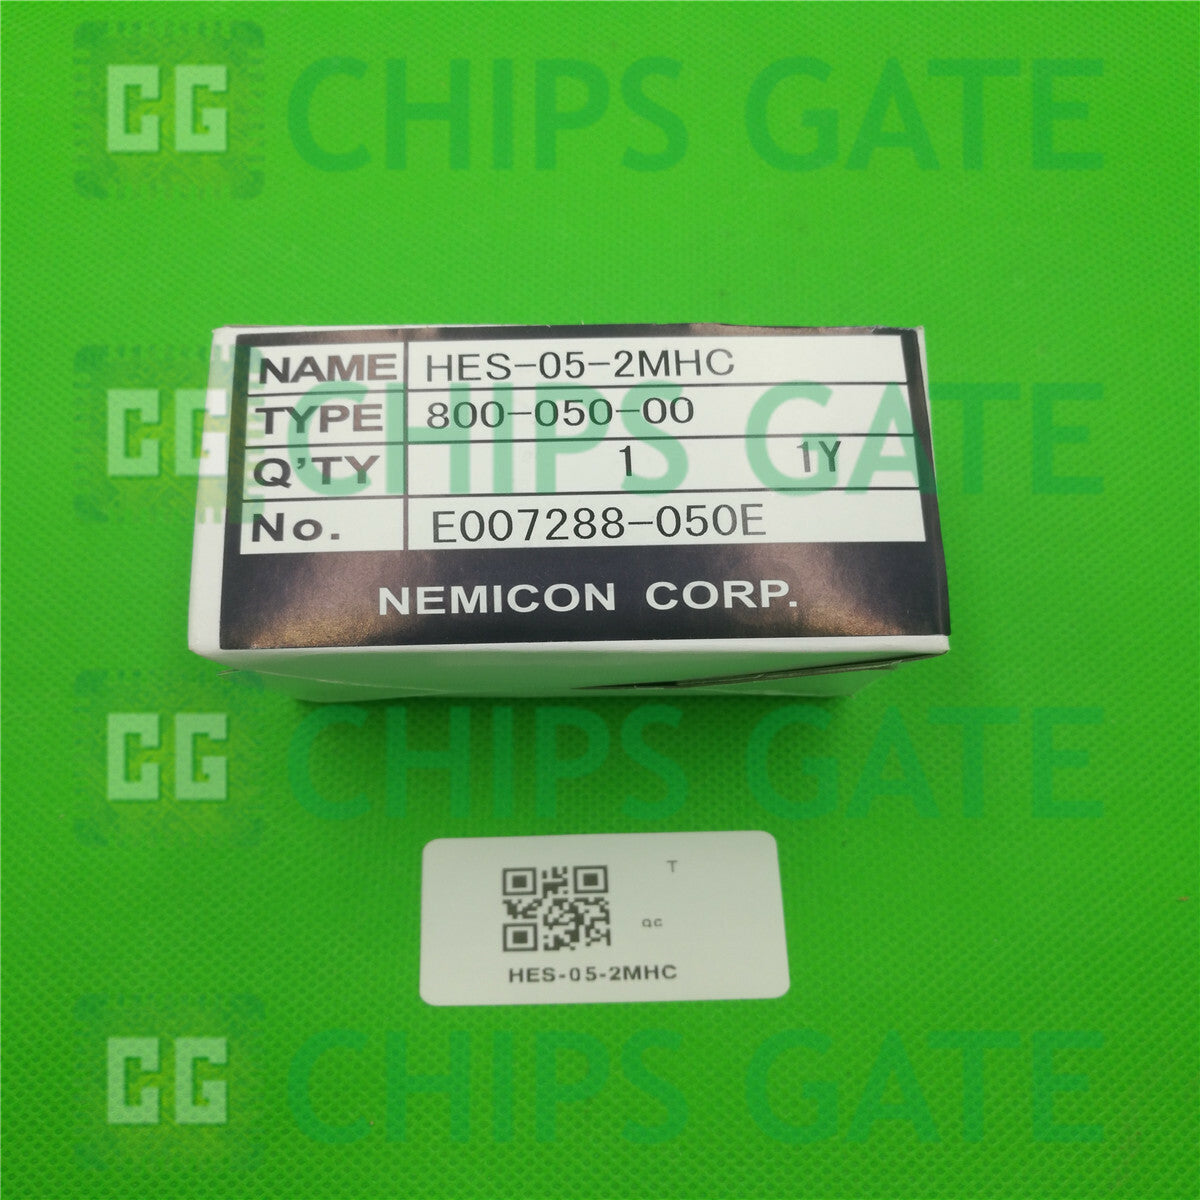 CG CHIPS GATE
NAME HES-05-2MHC
TYPE 800-050-00
CG CHIPS GATE
Q'TY 1 1Y
No. E007288-050E
NEMICON CORP.
CG CHIPS GATE
T
QC
HES-05-2MHC
CG CHIPS GATE